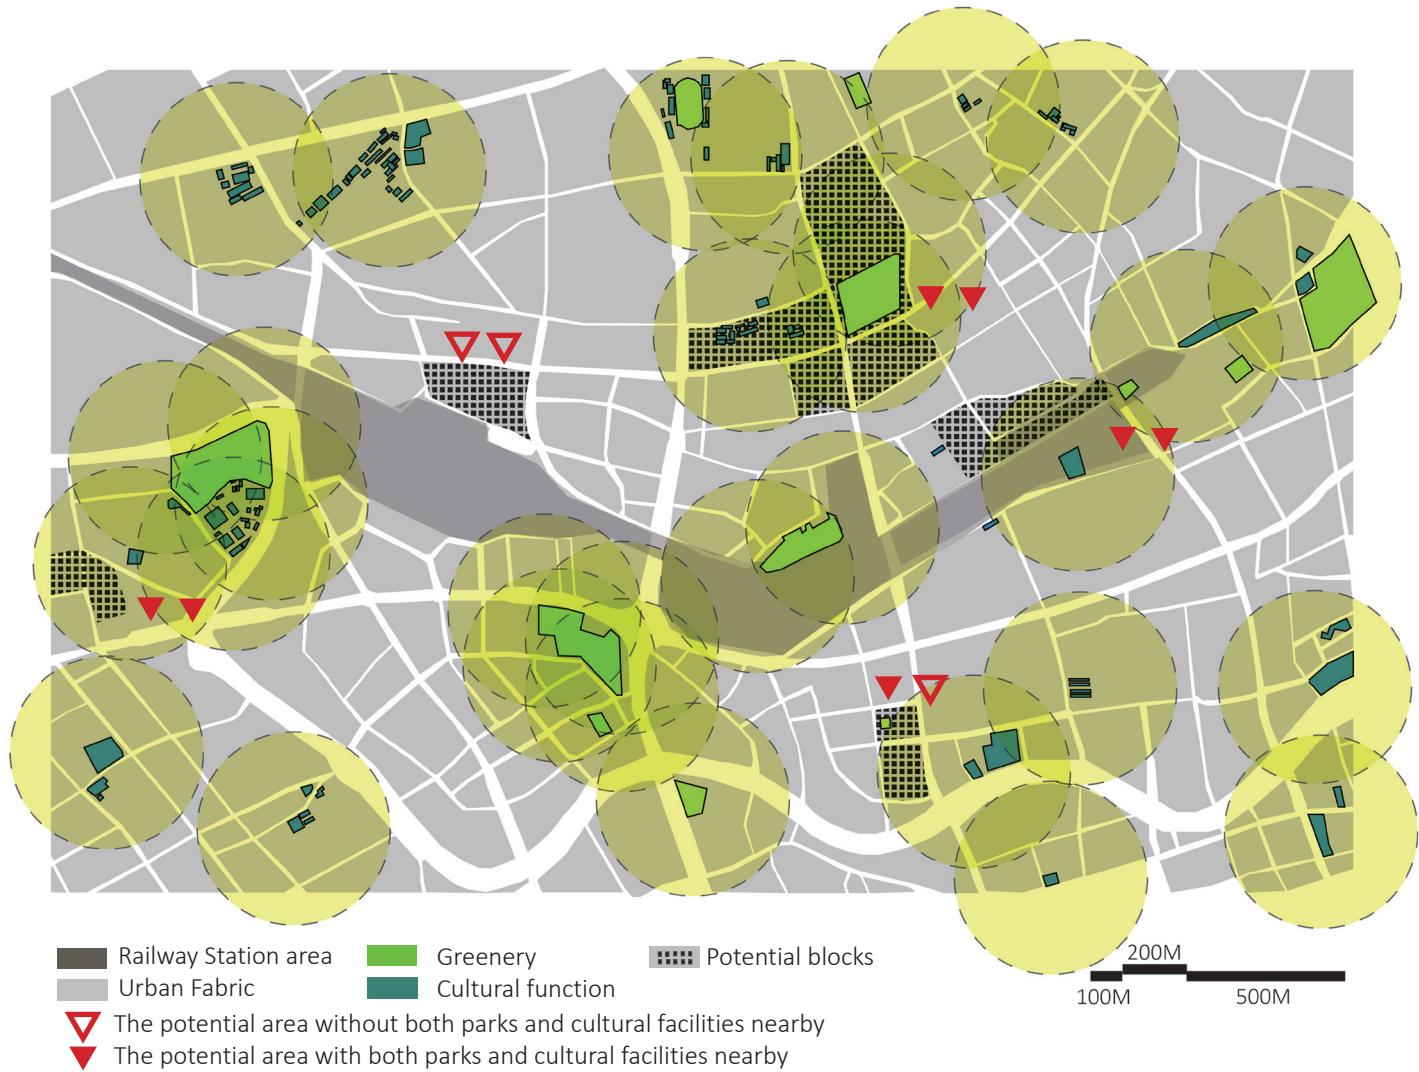 Railway Station area
Greenery
Potential blocks
200M
Urban Fabric
Cultural function
100M
500M
The potential area without both parks and cultural facilities nearby
The potential area with both parks and cultural facilities nearby